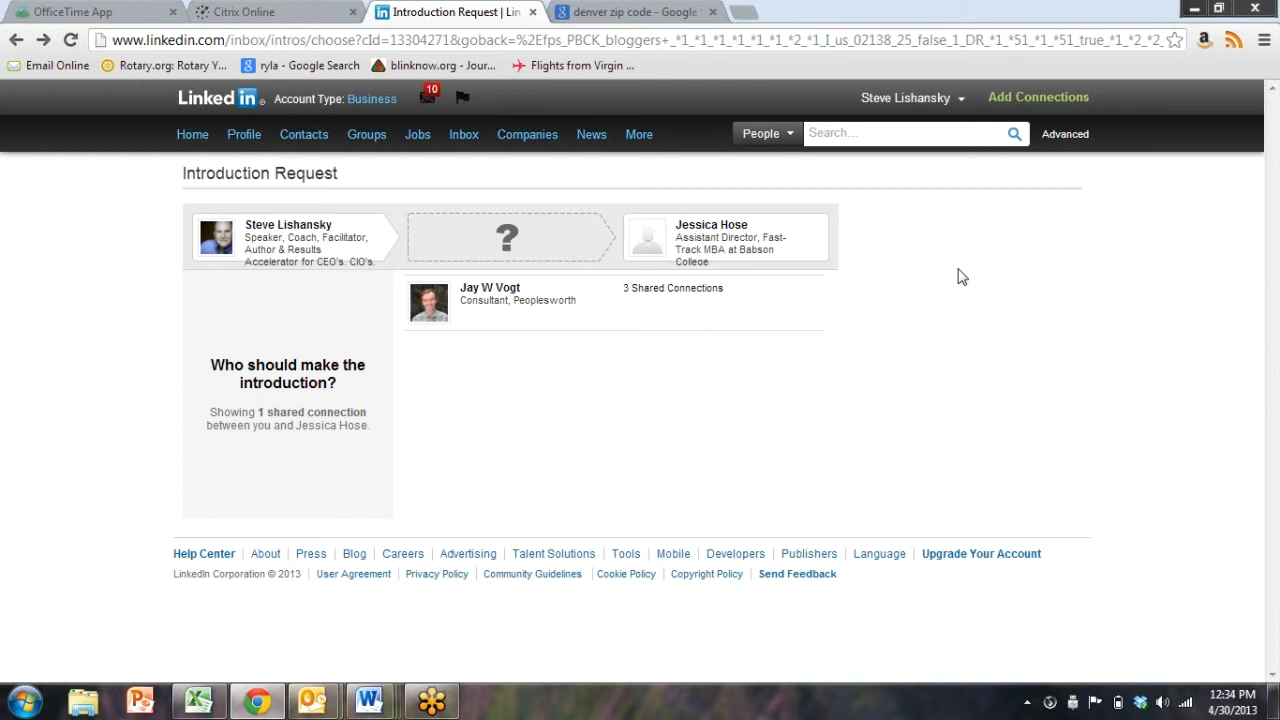 OfficeTime App
Citrix Online
Introduction Request | Lin
denver zip code - Google
www.linkedin.com/inbox/intros/choose?cId=13304271&goback=%2Efps_PBCK_bloggers+_*1_*1_*1_*1_*1_*1_*2_*1_I_us_02138_25_false_1_DR_*1_*51_*1_*51_true_*1_*2_*2_
Email Online
Rotary.org: Rotary Y...
ryla - Google Search
blinknow.org - Jour...
Flights from Virgin ...
Linked in
Account Type: Business
10
Steve Lishansky
Add Connections
Home Profile Contacts Groups Jobs Inbox Companies News More
People
Search...
Advanced
Introduction Request
Steve Lishansky
Speaker, Coach, Facilitator,
Author & Results
Accelerator for CEO's, CIO's,
?
Jessica Hose
Assistant Director, Fast-
Track MBA at Babson
College
Jay W Vogt
Consultant, Peoplesworth
3 Shared Connections
Who should make the
introduction?
Showing 1 shared connection
between you and Jessica Hose.
Help Center About Press Blog Careers Advertising Talent Solutions Tools Mobile Developers Publishers Language Upgrade Your Account
LinkedIn Corporation © 2013 User Agreement Privacy Policy Community Guidelines Cookie Policy Copyright Policy Send Feedback
12:34 PM
4/30/2013